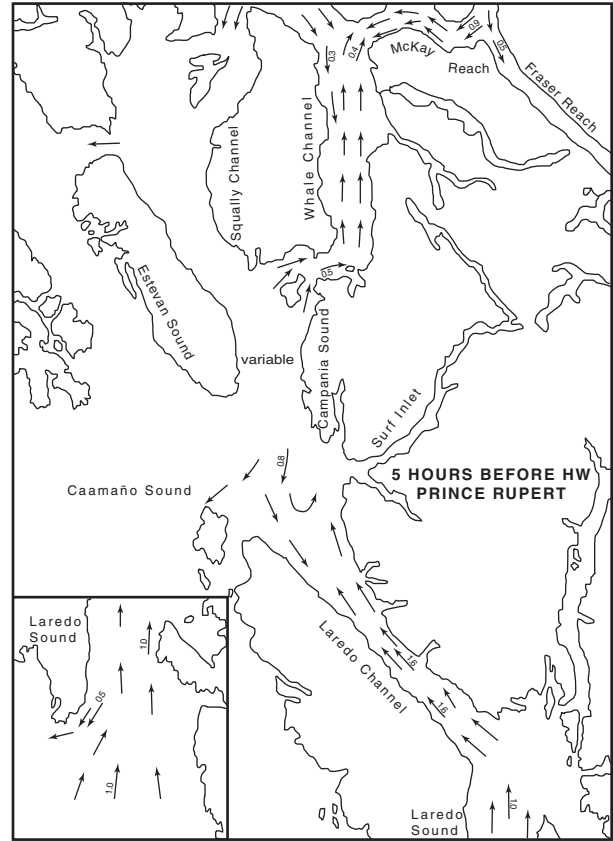 0.3
0.4
McKay
Reach
0.9
0.5
Fraser Reach
Squally Channel
Whale Channel
0.5
Estevan Sound
variable
Campania Sound
Surf Inlet
0.8
Caamaño Sound
5 HOURS BEFORE HW
PRINCE RUPERT
Laredo Channel
1.6
1.6
Laredo
Sound
1.0
0.5
1.0
Laredo
Sound
1.0